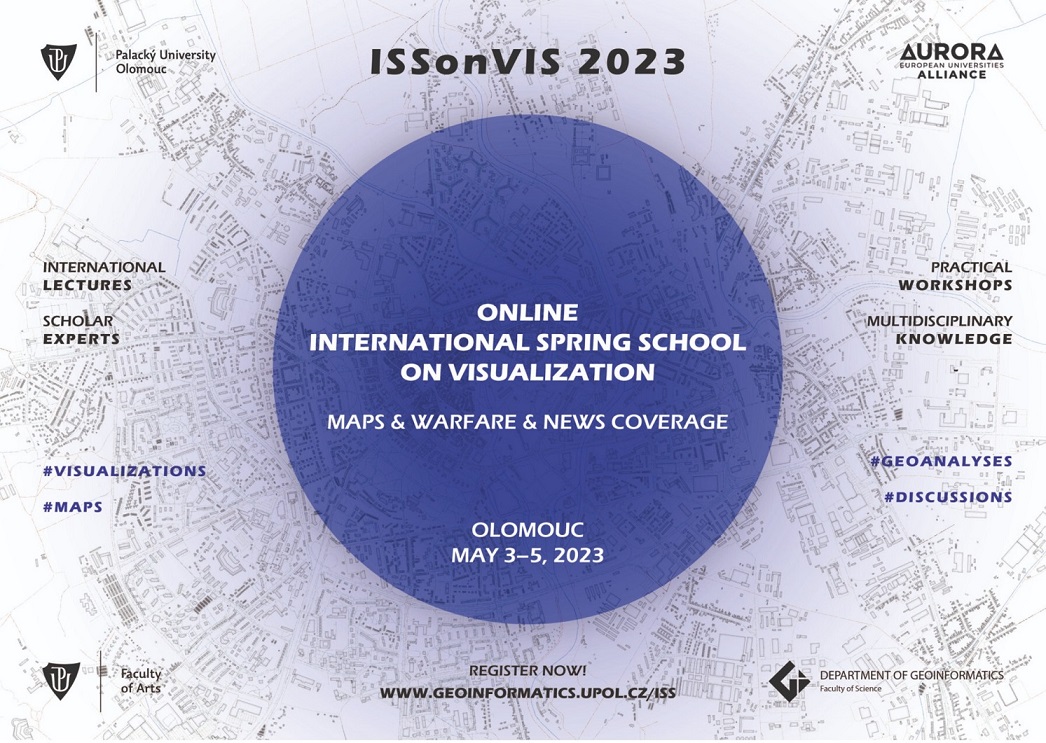 Palacký University
Olomouc
ISSonVIS 2023
AURORA
EUROPEAN UNIVERSITIES
ALLIANCE
INTERNATIONAL
LECTURES
SCHOLAR
EXPERTS
PRACTICAL
WORKSHOPS
MULTIDISCIPLINARY
KNOWLEDGE
ONLINE
INTERNATIONAL SPRING SCHOOL
ON VISUALIZATION
MAPS & WARFARE & NEWS COVERAGE
#VISUALIZATIONS
#MAPS
#GEOANALYSES
#DISCUSSIONS
OLOMOUC
MAY 3–5, 2023
Faculty
of Arts
REGISTER NOW!
WWW.GEOINFORMATICS.UPOL.CZ/ISS
DEPARTMENT OF GEOINFORMATICS
Faculty of Science